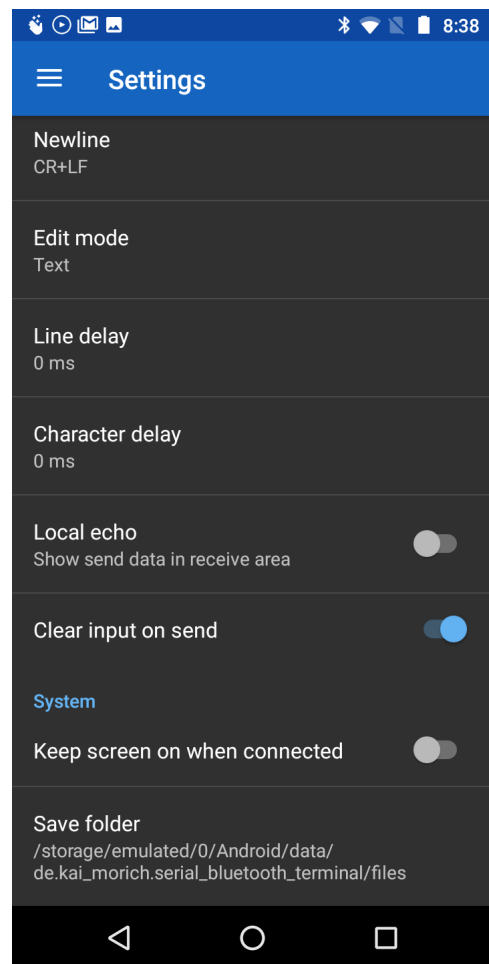 8:38
Settings
Newline
CR+LF
Edit mode
Text
Line delay
0 ms
Character delay
0 ms
Local echo
Show send data in receive area
Clear input on send
System
Keep screen on when connected
Save folder
/storage/emulated/0/Android/data/
de.kai_morich.serial_bluetooth_terminal/files